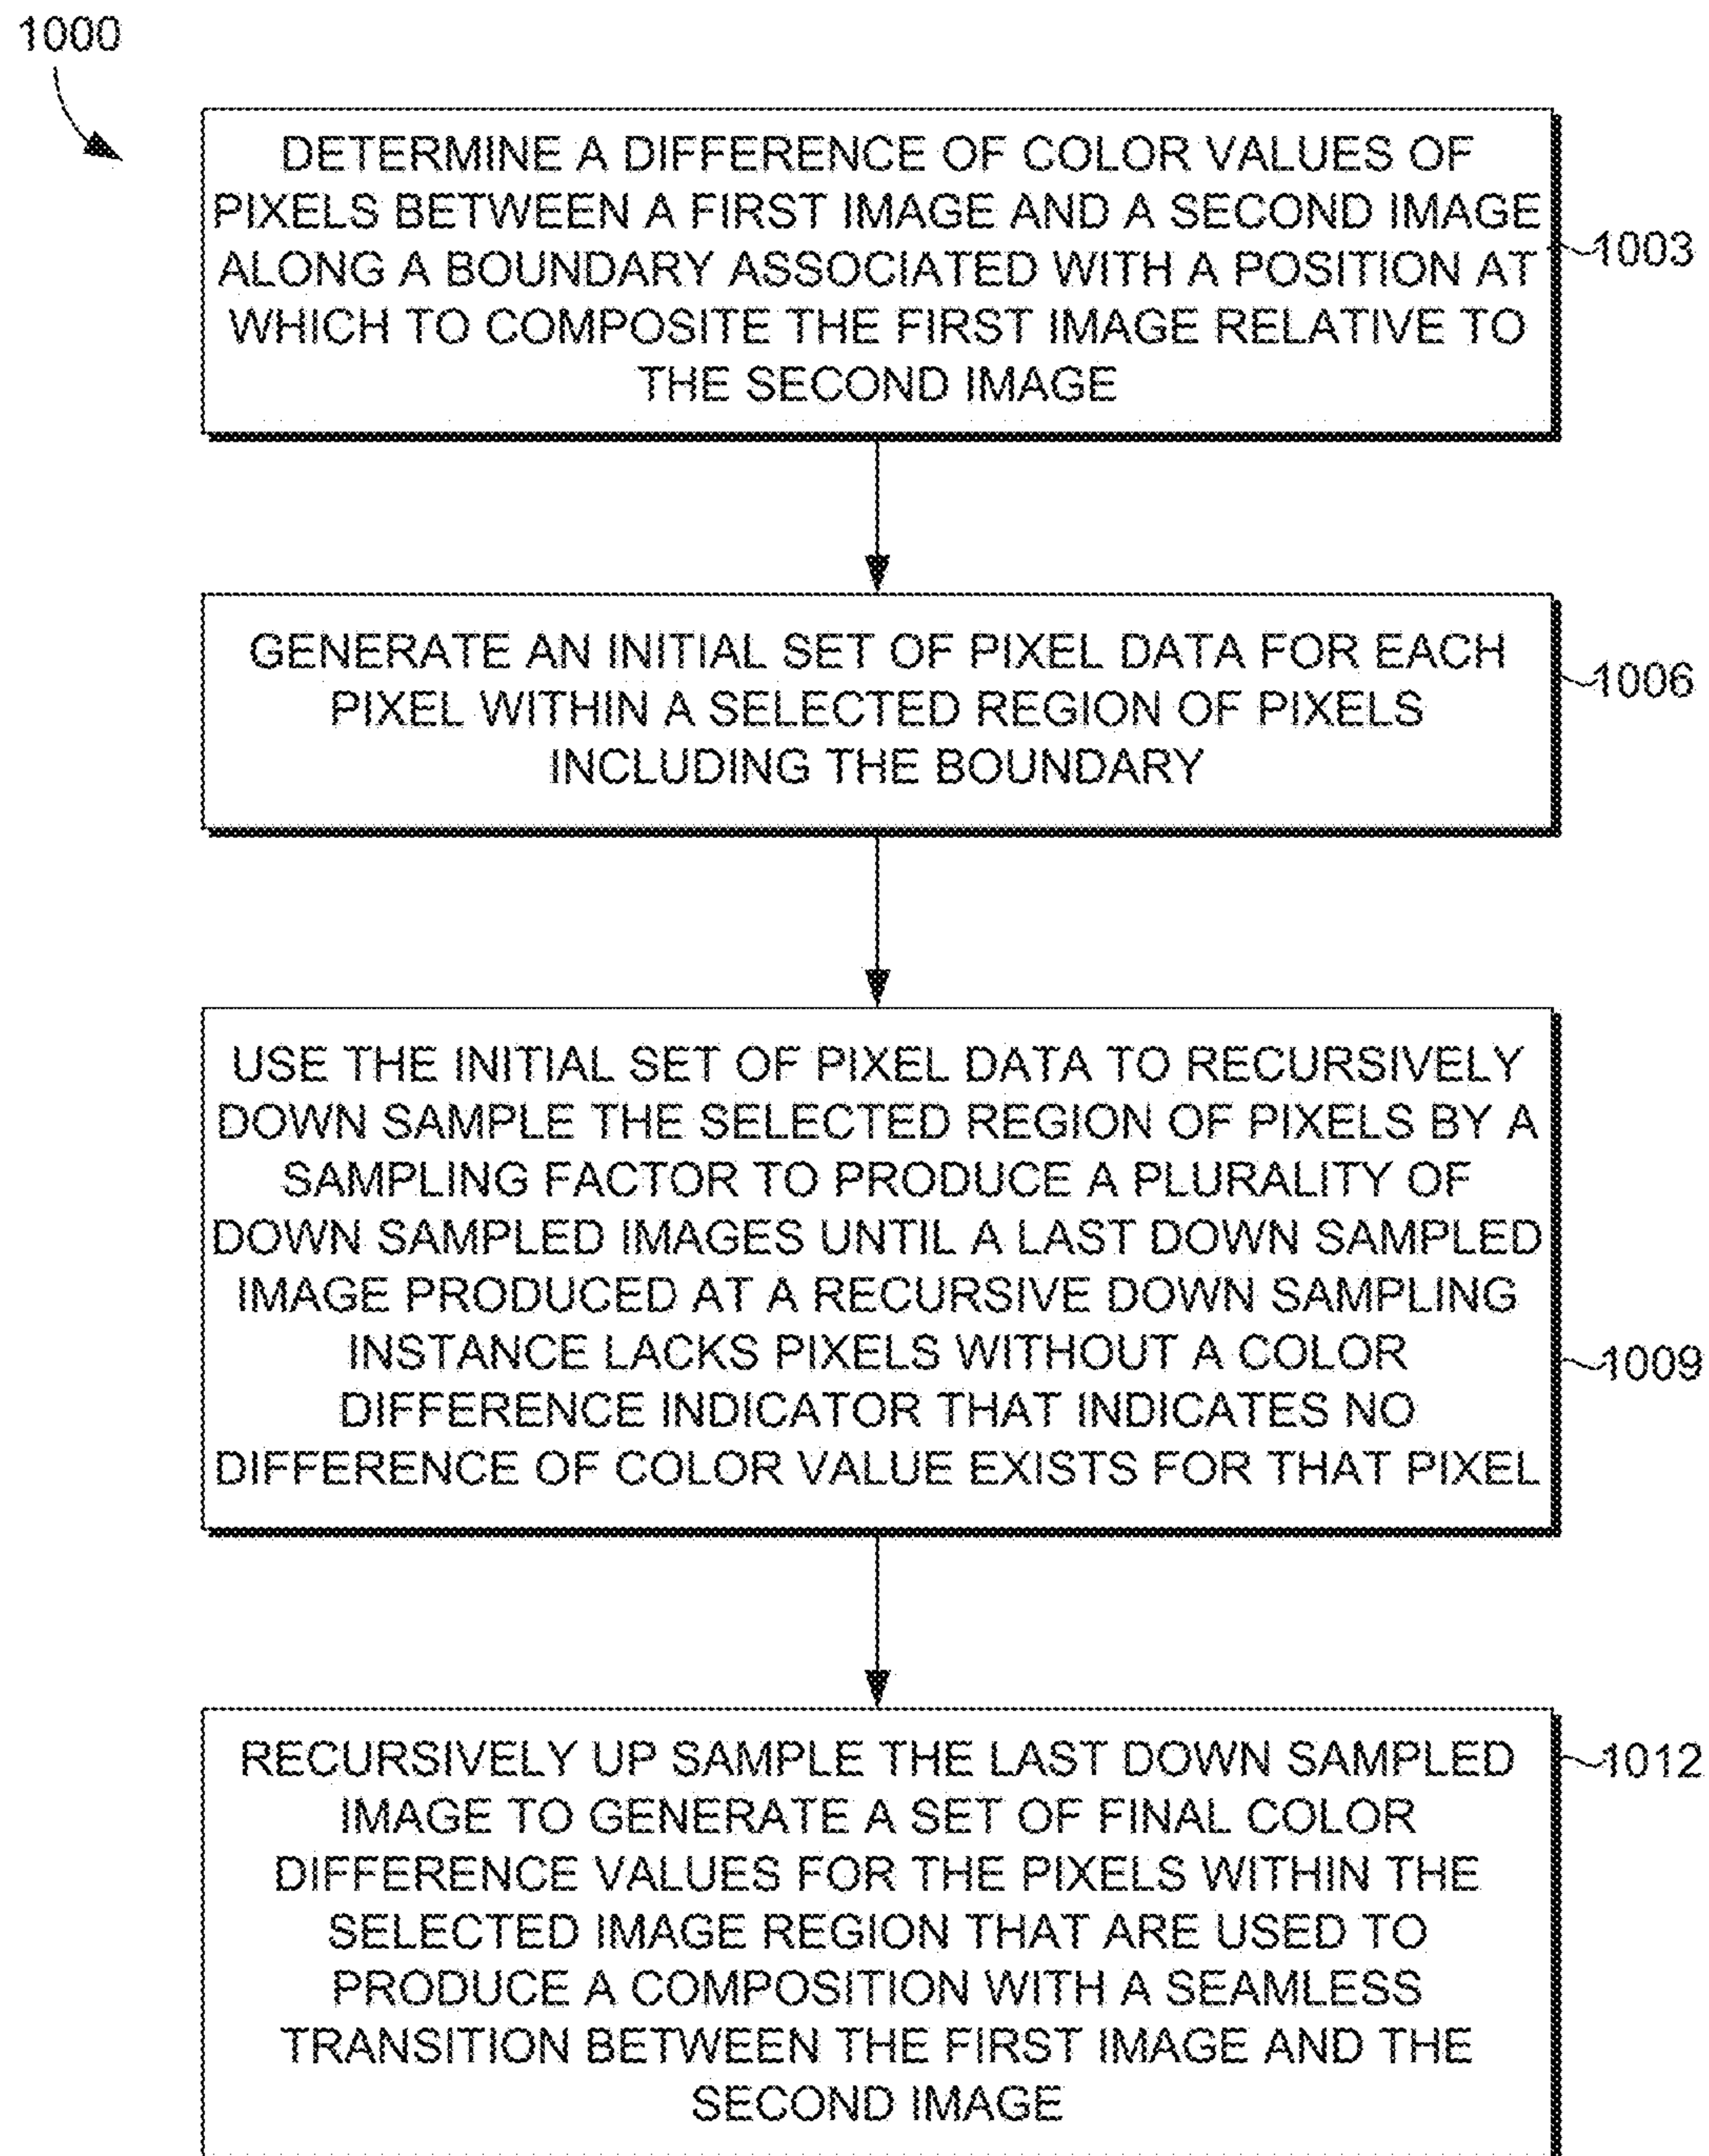 1000
DETERMINE A DIFFERENCE OF COLOR VALUES OF
PIXELS BETWEEN A FIRST IMAGE AND A SECOND IMAGE
ALONG A BOUNDARY ASSOCIATED WITH A POSITION AT
WHICH TO COMPOSITE THE FIRST IMAGE RELATIVE TO
THE SECOND IMAGE
1003
GENERATE AN INITIAL SET OF PIXEL DATA FOR EACH
PIXEL WITHIN A SELECTED REGION OF PIXELS
INCLUDING THE BOUNDARY
1006
USE THE INITIAL SET OF PIXEL DATA TO RECURSIVELY
DOWN SAMPLE THE SELECTED REGION OF PIXELS BY A
SAMPLING FACTOR TO PRODUCE A PLURALITY OF
DOWN SAMPLED IMAGES UNTIL A LAST DOWN SAMPLED
IMAGE PRODUCED AT A RECURSIVE DOWN SAMPLING
INSTANCE LACKS PIXELS WITHOUT A COLOR
DIFFERENCE INDICATOR THAT INDICATES NO
DIFFERENCE OF COLOR VALUE EXISTS FOR THAT PIXEL
1009
RECURSIVELY UP SAMPLE THE LAST DOWN SAMPLED
IMAGE TO GENERATE A SET OF FINAL COLOR
DIFFERENCE VALUES FOR THE PIXELS WITHIN THE
SELECTED IMAGE REGION THAT ARE USED TO
PRODUCE A COMPOSITION WITH A SEAMLESS
TRANSITION BETWEEN THE FIRST IMAGE AND THE
SECOND IMAGE
1012